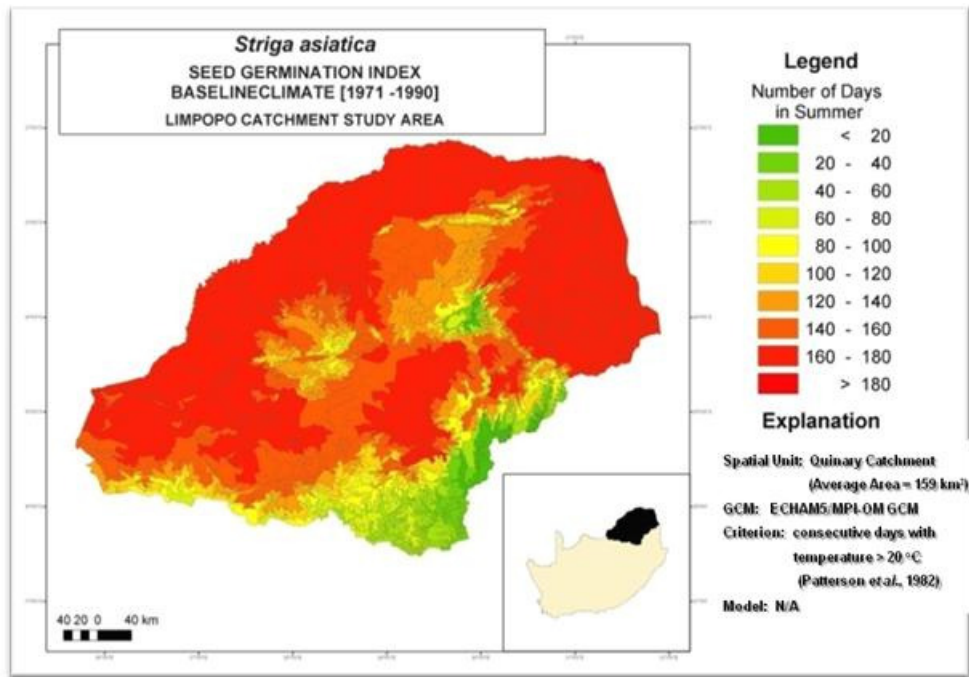 Striga asiatica
SEED GERMINATION INDEX
BASELINECLIMATE [1971 -1990]
LIMPOPO CATCHMENT STUDY AREA
Legend
Number of Days
in Summer
< 20
20 - 40
40 - 60
60 - 80
80 - 100
100 - 120
120 - 140
140 - 160
160 - 180
> 180
Explanation
Spatial Unit: Quinary Catchment
(Average Area = 159 km²)
GCM: ECHAM5/MPI-OM GCM
Criterion: consecutive days with
temperature > 20 °C
(Patterson et al., 1982)
Model: N/A
40 20 0 40 km